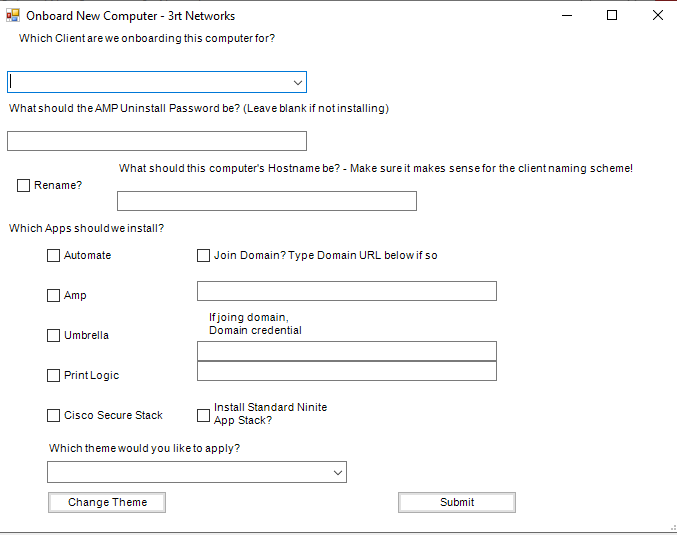 Onboard New Computer - 3rt Networks
Which Client are we onboarding this computer for?
What should the AMP Uninstall Password be? (Leave blank if not installing)
What should this computer's Hostname be? - Make sure it makes sense for the client naming scheme!
Rename?
Which Apps should we install?
Automate
Join Domain? Type Domain URL below if so
Amp
If joing domain,
Domain credential
Umbrella
Print Logic
Cisco Secure Stack
Install Standard Ninite
App Stack?
Which theme would you like to apply?
Change Theme
Submit